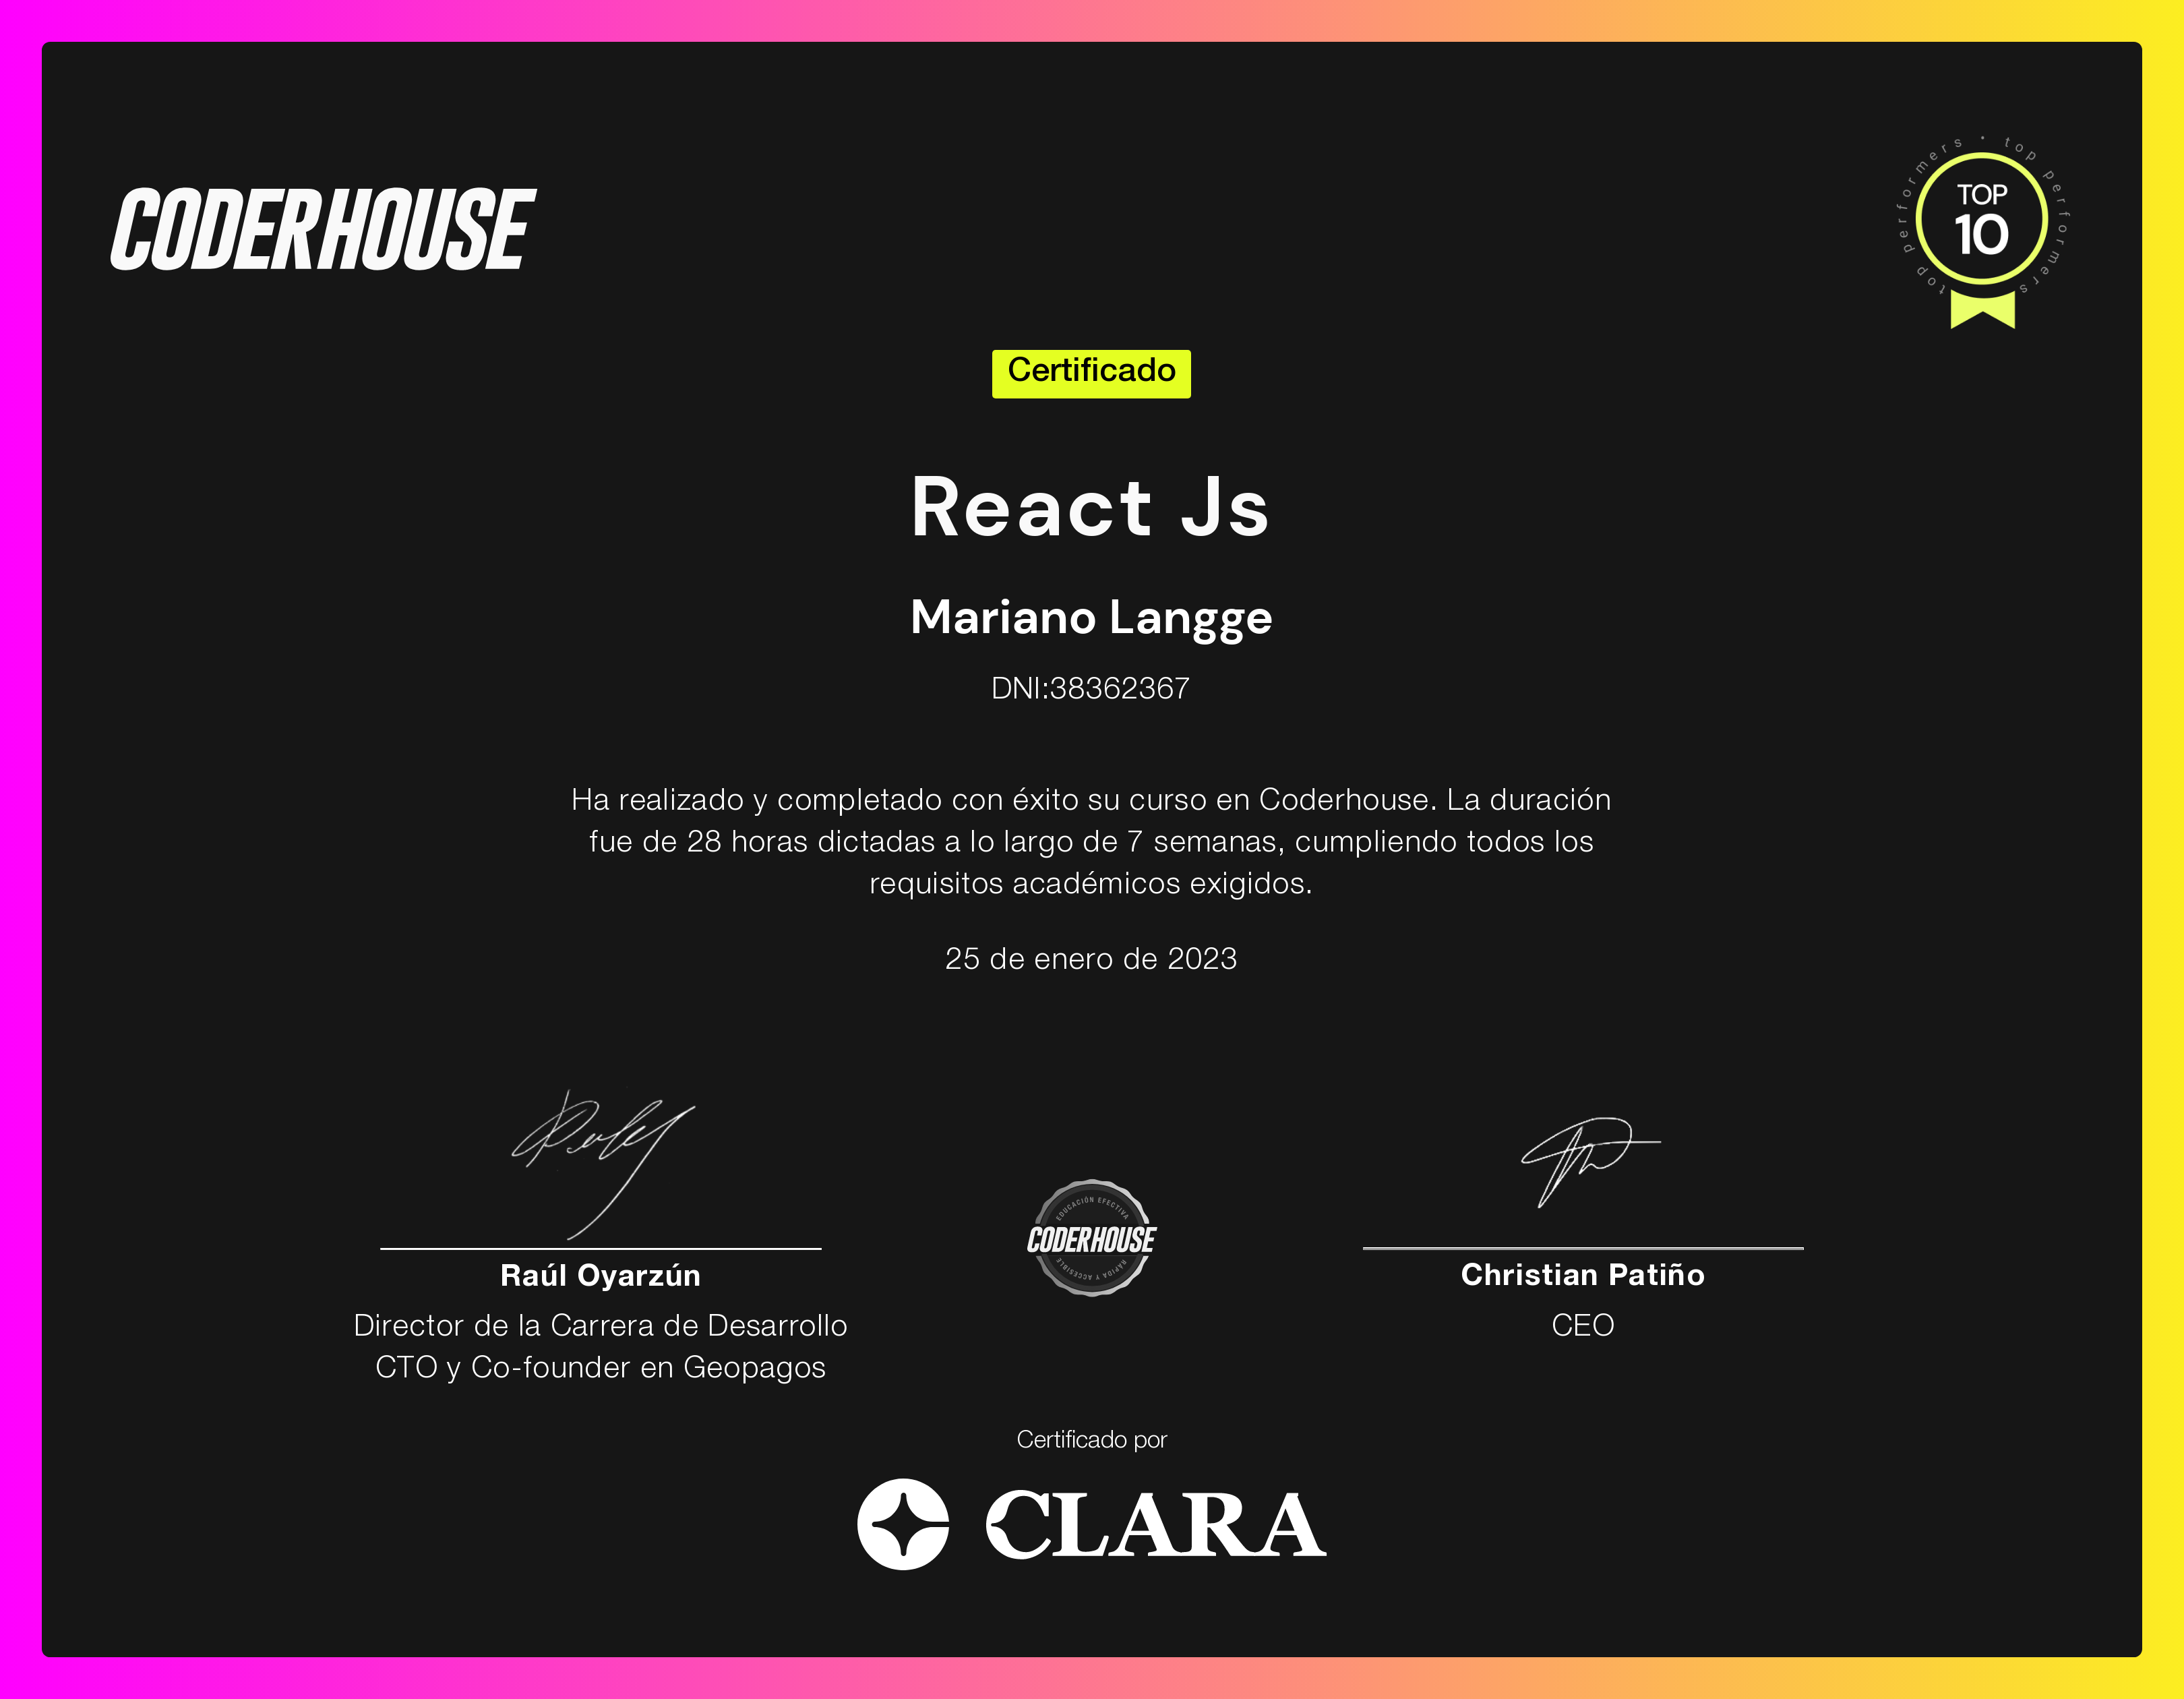 CODERHOUSE
top performers • top performers
TOP
10
Certificado
React Js
Mariano Langge
DNI:38362367
Ha realizado y completado con éxito su curso en Coderhouse. La duración
fue de 28 horas dictadas a lo largo de 7 semanas, cumpliendo todos los
requisitos académicos exigidos.
25 de enero de 2023
EDUCACIÓN EFECTIVA
CODERHOUSE
RAPIDA Y ACCESIBLE
Raúl Oyarzún
Director de la Carrera de Desarrollo
CTO y Co-founder en Geopagos
Christian Patiño
CEO
Certificado por
CLARA